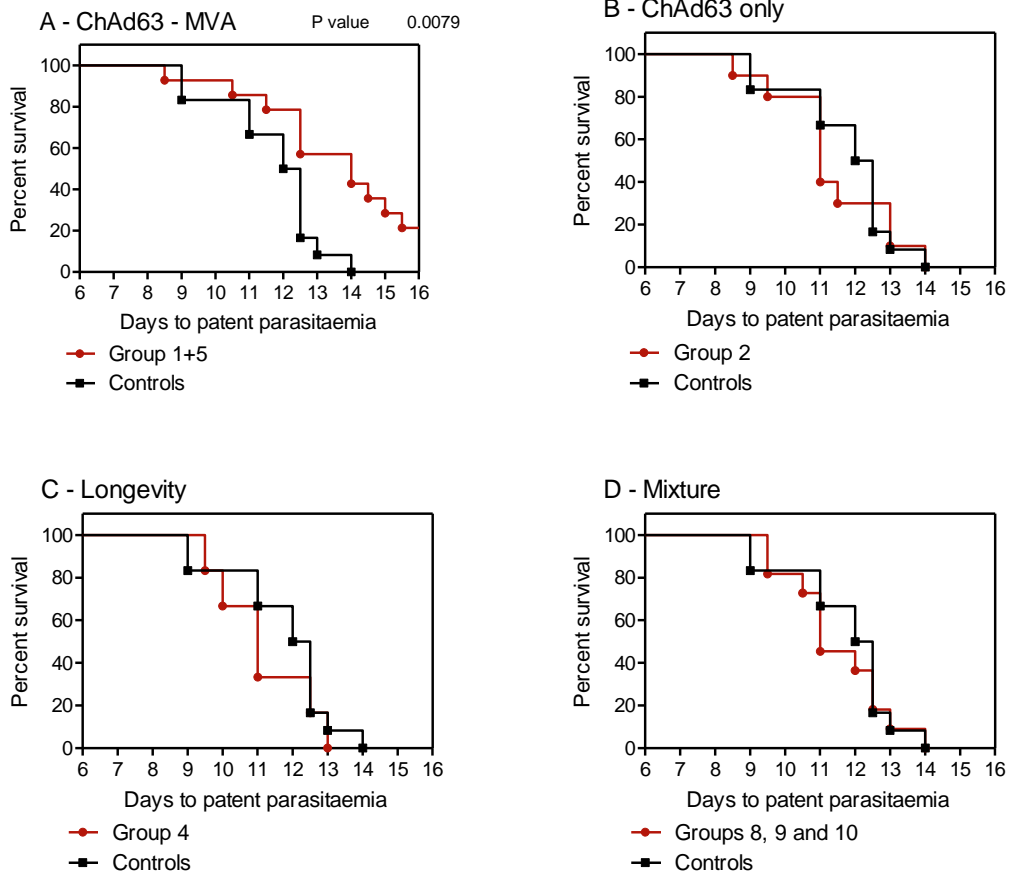 A - ChAd63 - MVA P value 0.0079
Percent survival
100
80
60
40
20
0
6 7 8 9 10 11 12 13 14 15 16
Days to patent parasitaemia
Group 1+5
Controls
B - ChAd63 only
Percent survival
100
80
60
40
20
0
6 7 8 9 10 11 12 13 14 15 16
Days to patent parasitaemia
Group 2
Controls
C - Longevity
Percent survival
100
80
60
40
20
0
6 7 8 9 10 11 12 13 14 15 16
Days to patent parasitaemia
Group 4
Controls
D - Mixture
Percent survival
100
80
60
40
20
0
6 7 8 9 10 11 12 13 14 15 16
Days to patent parasitaemia
Groups 8, 9 and 10
Controls